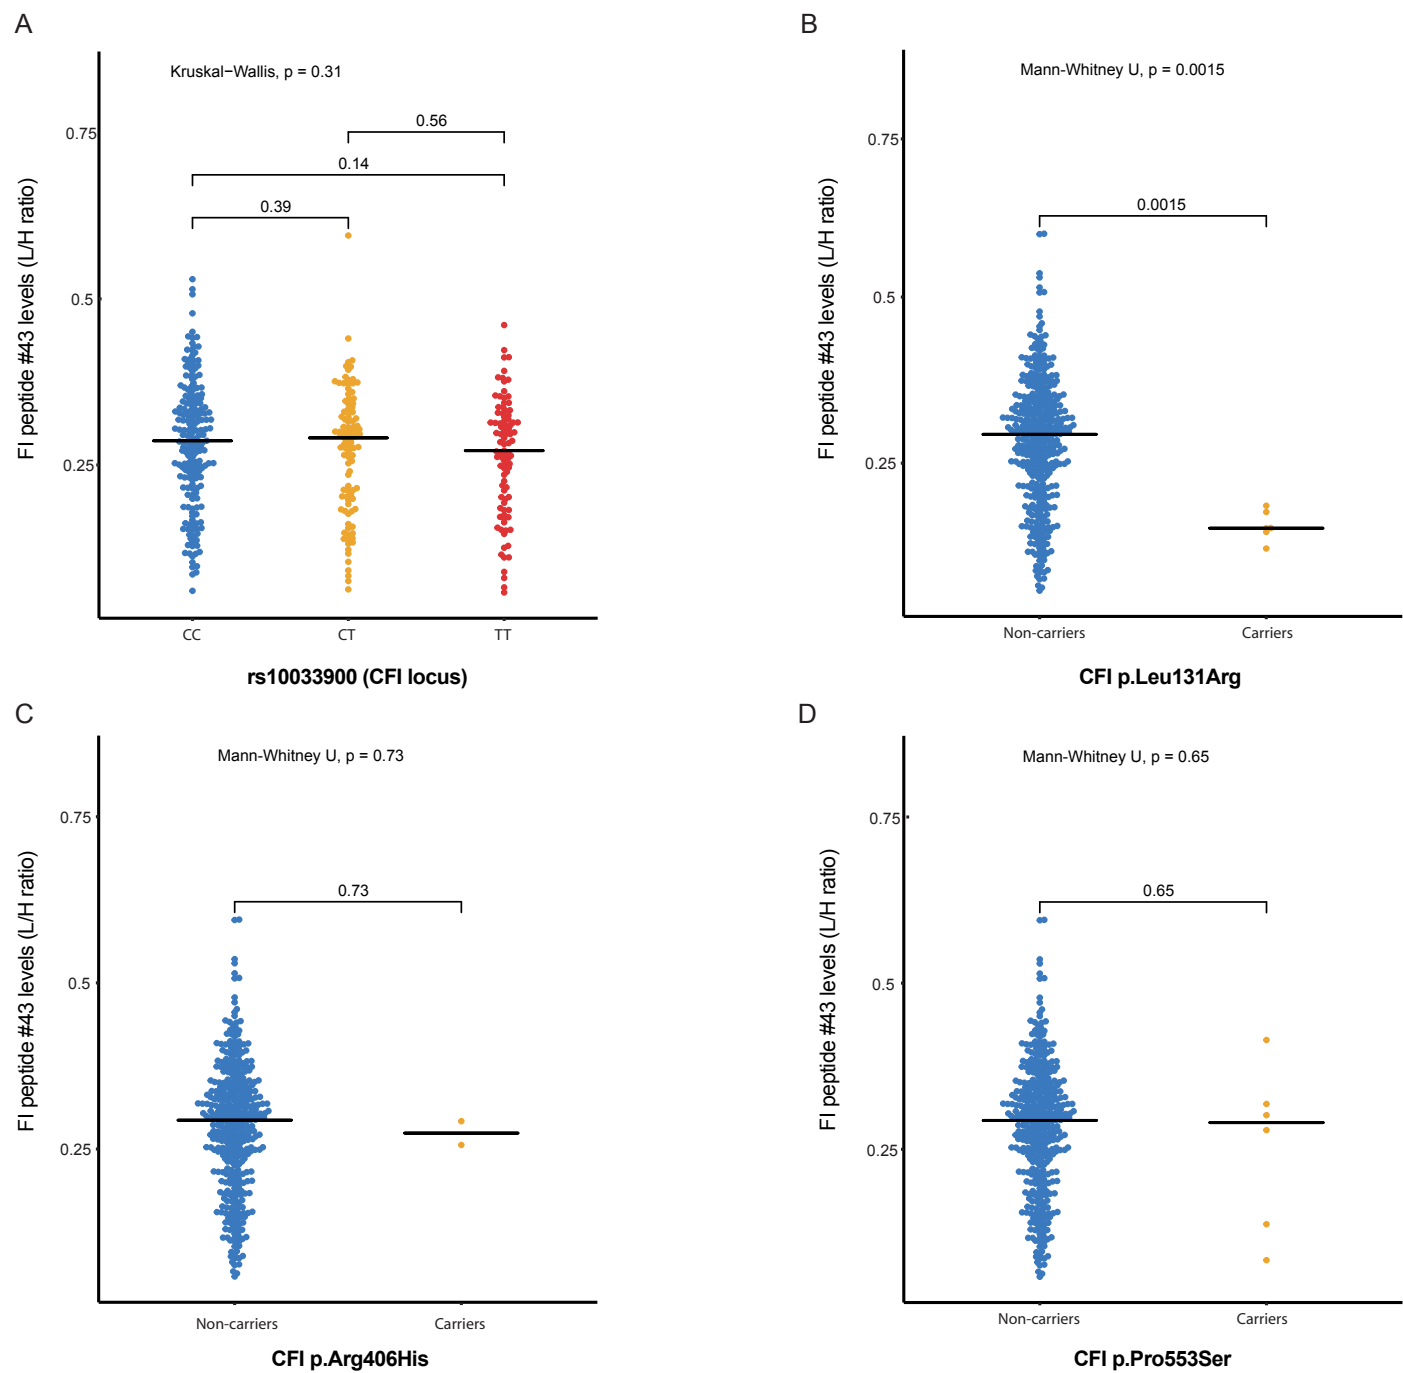 A
Kruskal−Wallis, p = 0.31
0.56
0.14
0.39
0.75
0.5
0.25
FI peptide #43 levels (L/H ratio)
CC
CT
TT
rs10033900 (CFI locus)
B
Mann-Whitney U, p = 0.0015
0.0015
0.75
0.5
0.25
FI peptide #43 levels (L/H ratio)
Non-carriers
Carriers
CFI p.Leu131Arg
C
Mann-Whitney U, p = 0.73
0.73
0.75
0.5
0.25
FI peptide #43 levels (L/H ratio)
Non-carriers
Carriers
CFI p.Arg406His
D
Mann-Whitney U, p = 0.65
0.65
0.75
0.5
0.25
FI peptide #43 levels (L/H ratio)
Non-carriers
Carriers
CFI p.Pro553Ser